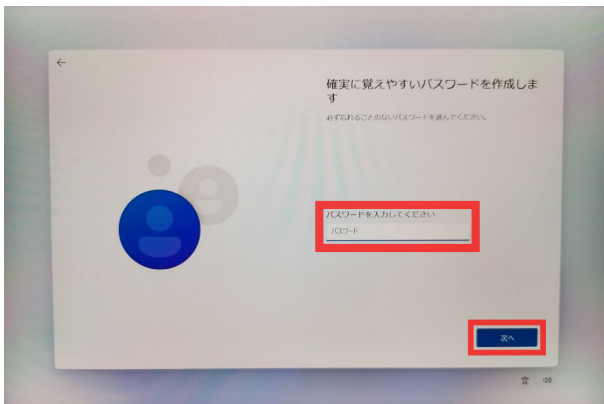 確実に覚えやすいパスワードを作成しま
す
必ず忘れることのないパスワードを選んでください。
パスワードを入力してください
パスワード
次へ